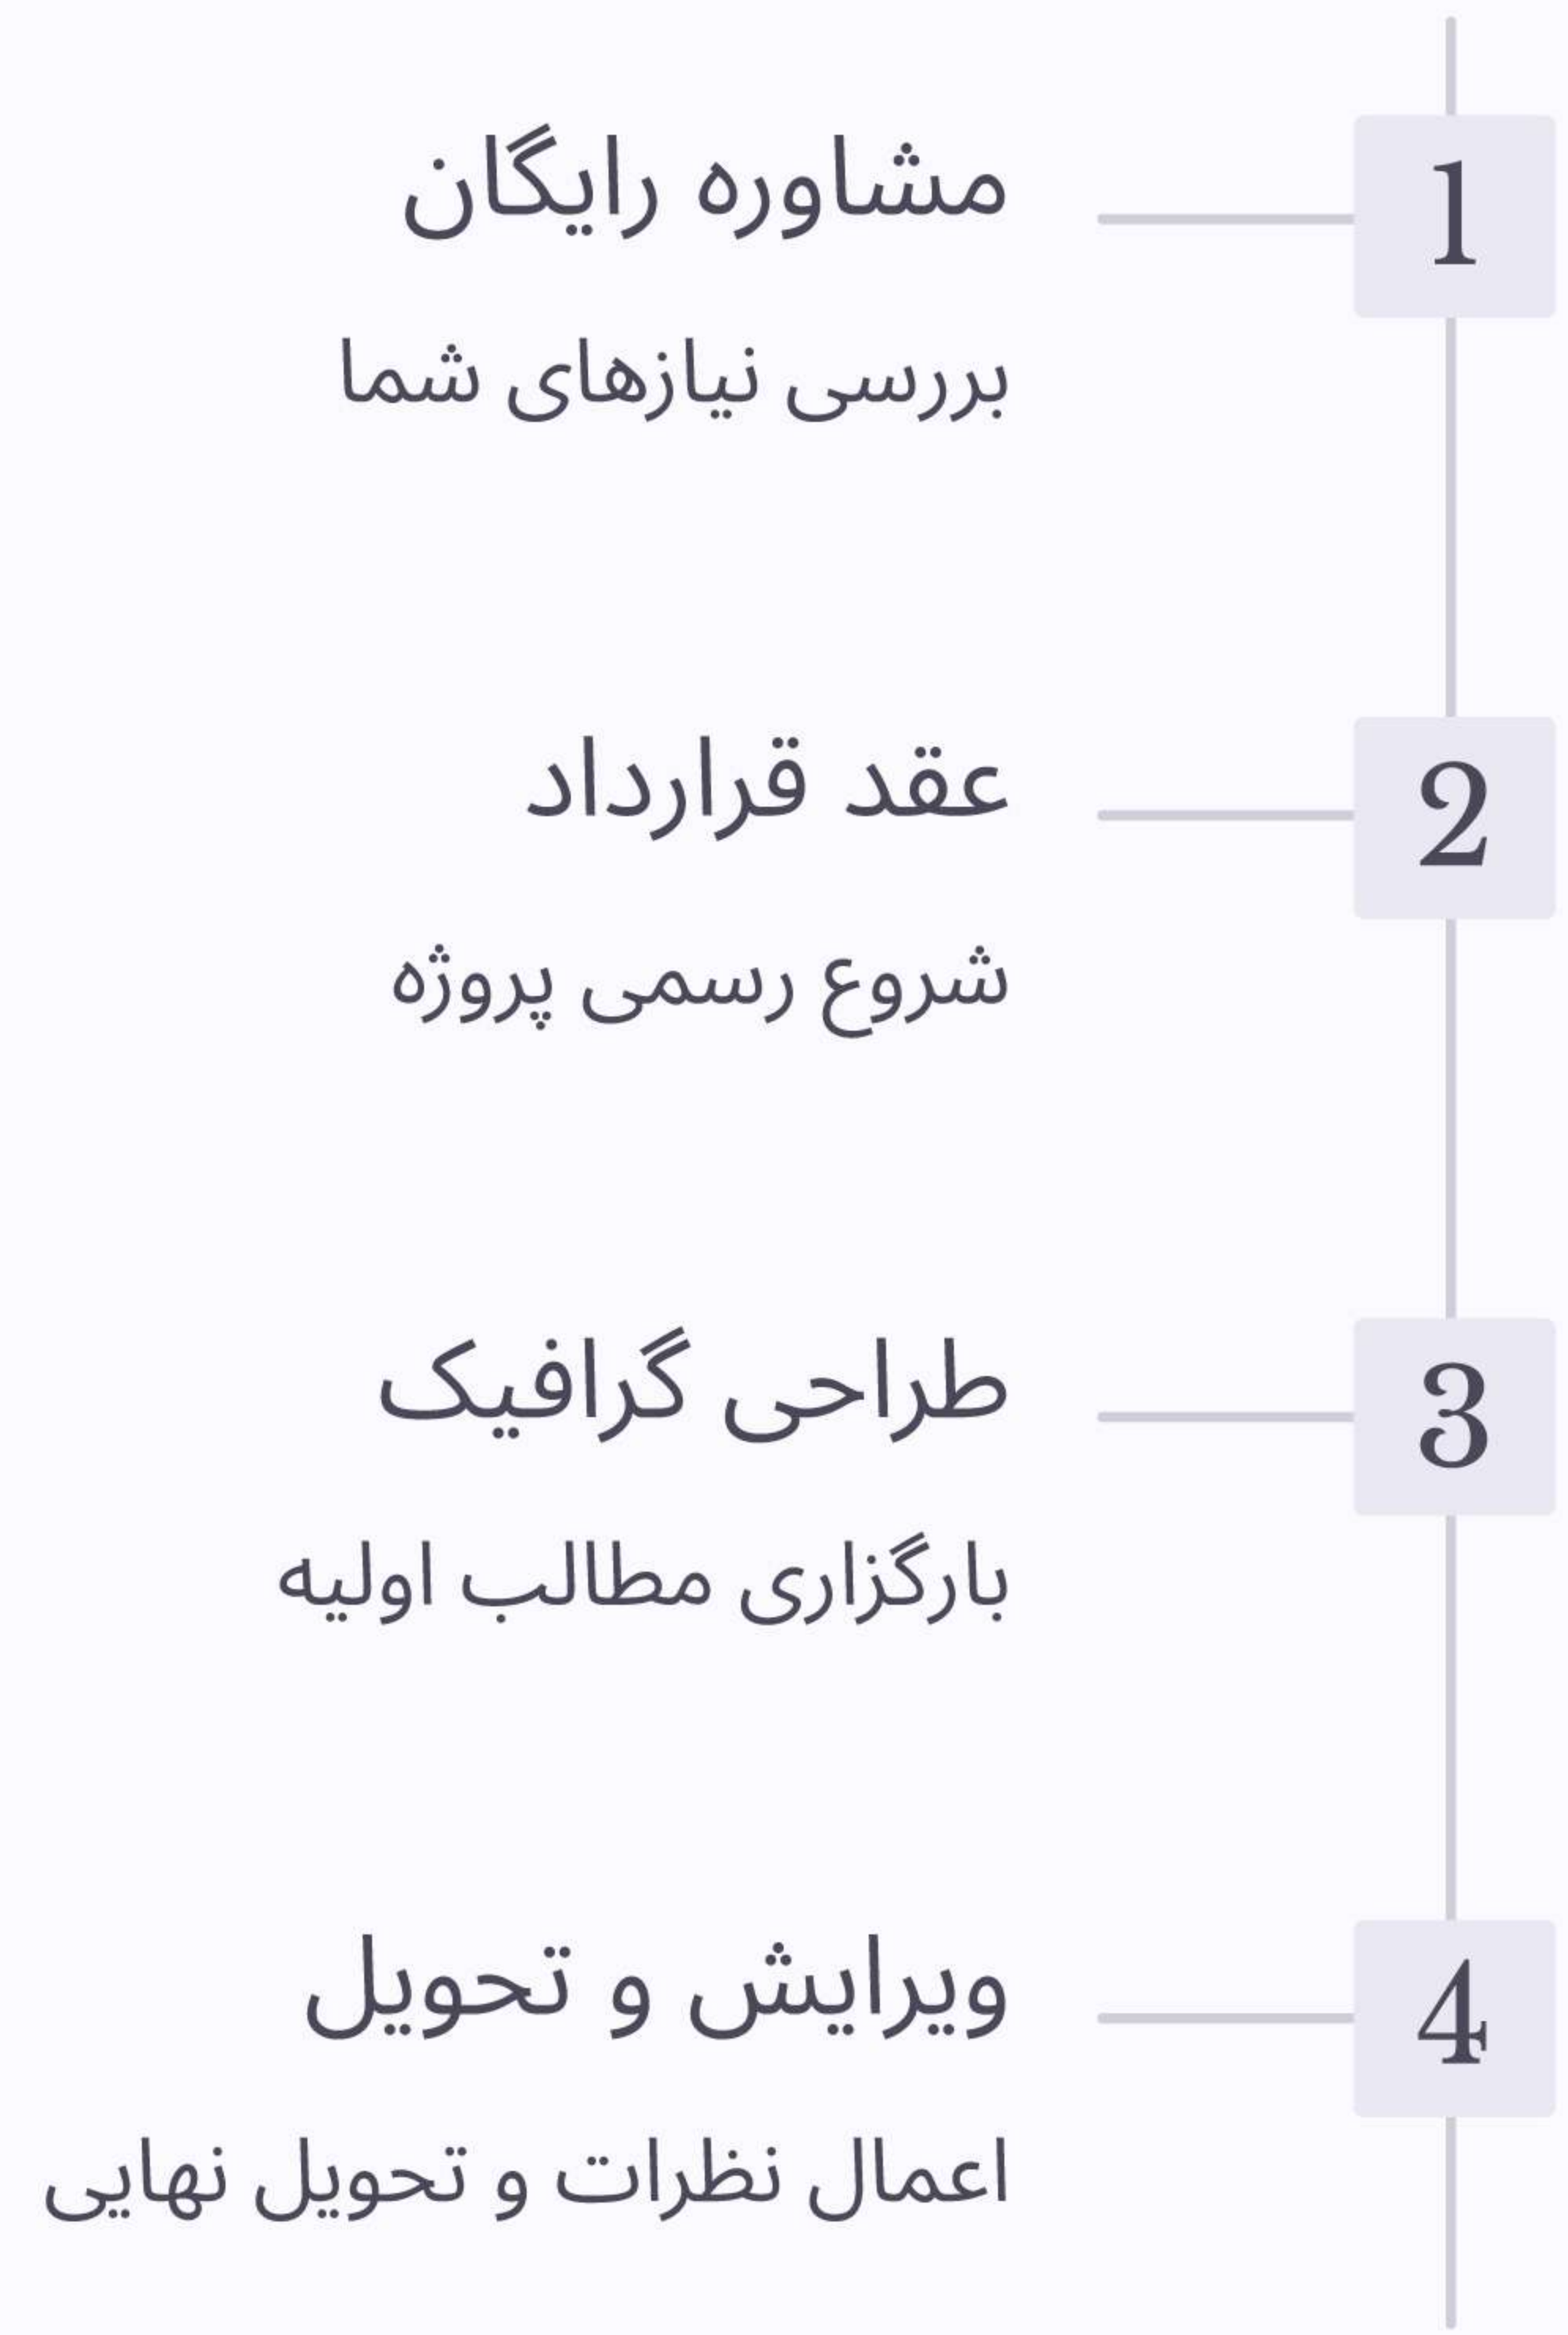 1
مشاوره رایگان
بررسی نیازهای شما
2
عقد قرارداد
شروع رسمی پروژه
3
طراحی گرافیک
بارگزاری مطالب اولیه
4
ویرایش و تحویل
اعمال نظرات و تحویل نهایی